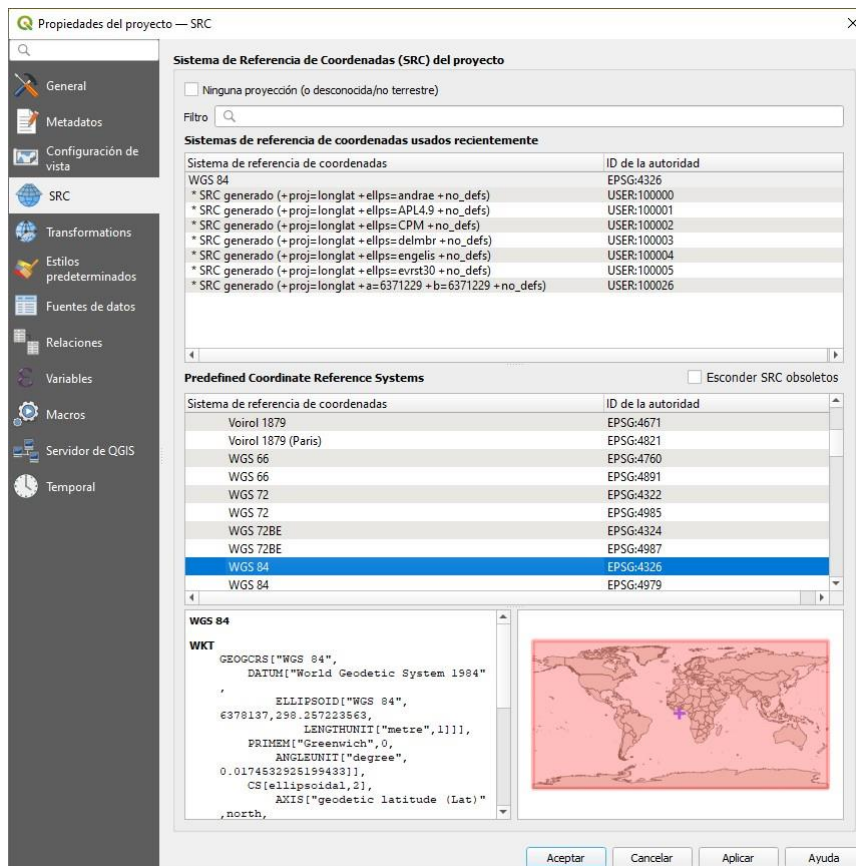 Propiedades del proyecto — SRC
General
Metadatos
Configuración de
vista
SRC
Transformations
Estilos
predeterminados
Fuentes de datos
Relaciones
Variables
Macros
Servidor de QGIS
Temporal
Sistema de Referencia de Coordenadas (SRC) del proyecto
Ninguna proyección (o desconocida/no terrestre)
Filtro
Sistemas de referencia de coordenadas usados recientemente
Sistema de referencia de coordenadas ID de la autoridad
WGS 84 EPSG:4326
* SRC generado (+proj=longlat +ellps=andrae +no_defs) USER:100000
* SRC generado (+proj=longlat +ellps=APL4.9 +no_defs) USER:100001
* SRC generado (+proj=longlat +ellps=CPM +no_defs) USER:100002
* SRC generado (+proj=longlat +ellps=delmbr +no_defs) USER:100003
* SRC generado (+proj=longlat +ellps=engelis +no_defs) USER:100004
* SRC generado (+proj=longlat +ellps=evrst30 +no_defs) USER:100005
* SRC generado (+proj=longlat +a=6371229 +b=6371229 +no_defs) USER:100026
Predefined Coordinate Reference Systems Esconder SRC obsoletos
Sistema de referencia de coordenadas ID de la autoridad
Voirol 1879 EPSG:4671
Voirol 1879 (Paris) EPSG:4821
WGS 66 EPSG:4760
WGS 66 EPSG:4891
WGS 72 EPSG:4322
WGS 72 EPSG:4985
WGS 72BE EPSG:4324
WGS 72BE EPSG:4987
WGS 84 EPSG:4326
WGS 84 EPSG:4979
WGS 84
WKT
GEOGCRS["WGS 84",
DATUM["World Geodetic System 1984"
,
ELLIPSOID["WGS 84",
6378137,298.257223563,
LENGTHUNIT["metre",1]]],
PRIMEM["Greenwich",0,
ANGLEUNIT["degree",
0.0174532925199433]],
CS[ellipsoidal,2],
AXIS["geodetic latitude (Lat)"
,north,
Aceptar Cancelar Aplicar Ayuda